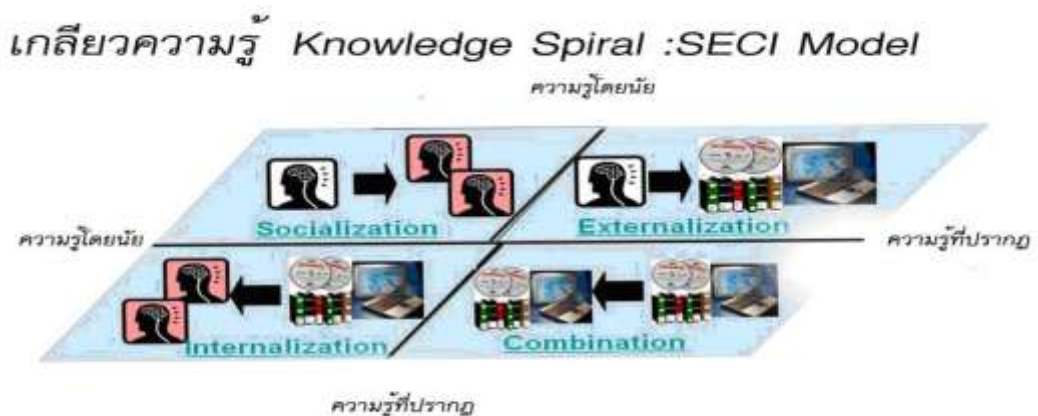 เกลียวความรู้ Knowledge Spiral :SECI Model
ความรู้โดยนัย
Socialization
Externalization
ความรู้โดยนัย
ความรู้ที่ปรากฏ
Internalization
Combination
ความรู้ที่ปรากฏ